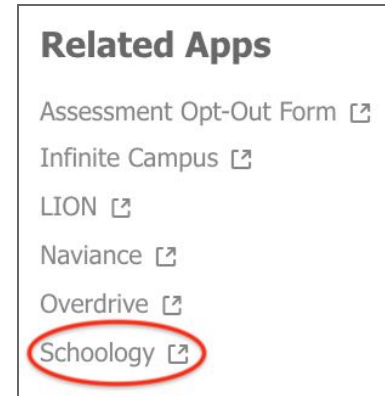 Related Apps
Assessment Opt-Out Form
Infinite Campus
LION
Naviance
Overdrive
Schoology